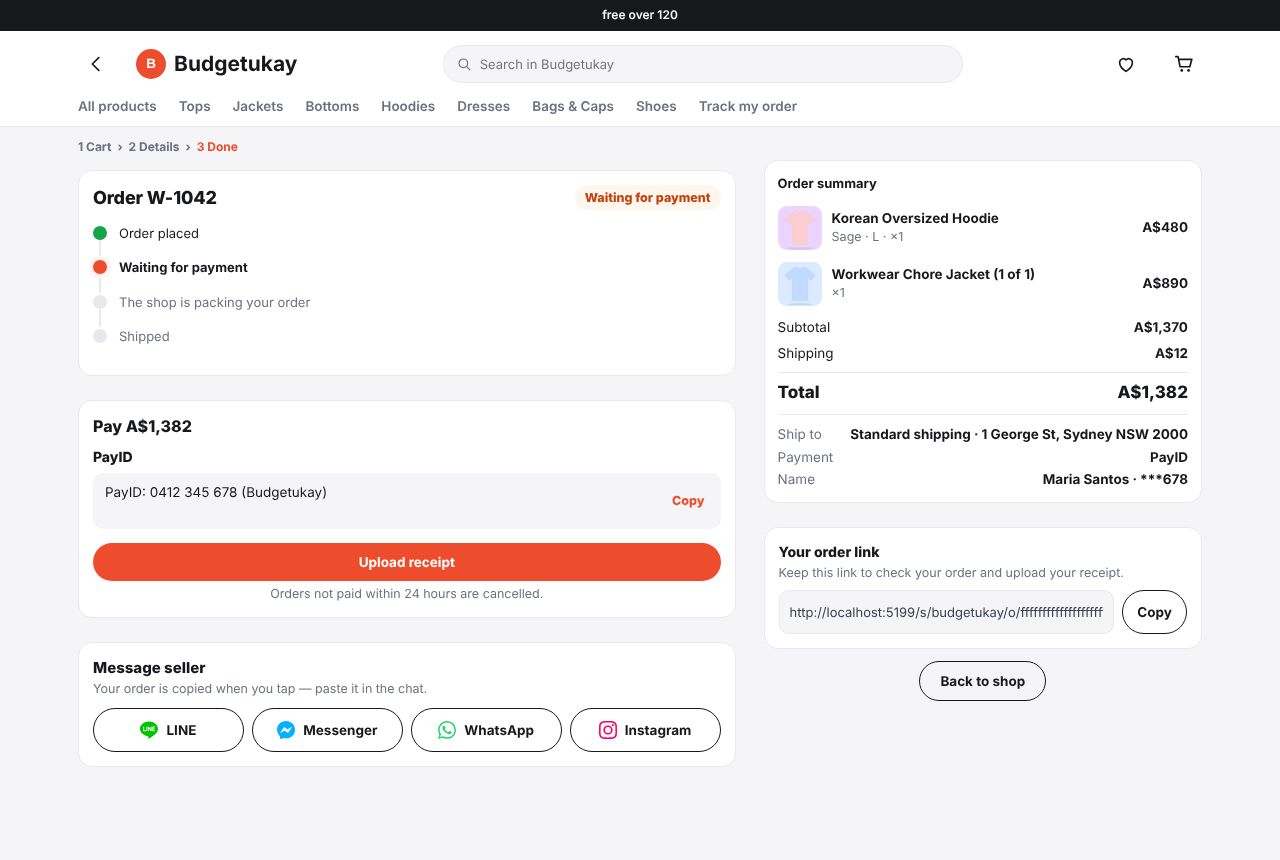 free over 120
B Budgetukay
Search in Budgetukay
All products Tops Jackets Bottoms Hoodies Dresses Bags & Caps Shoes Track my order
1 Cart › 2 Details › 3 Done
Order W-1042
Waiting for payment
Order placed
Waiting for payment
The shop is packing your order
Shipped
Pay A$1,382
PayID
PayID: 0412 345 678 (Budgetukay)
Copy
Upload receipt
Orders not paid within 24 hours are cancelled.
Message seller
Your order is copied when you tap — paste it in the chat.
LINE LINE Messenger WhatsApp Instagram
Order summary
Korean Oversized Hoodie
Sage · L · ×1
A$480
Workwear Chore Jacket (1 of 1)
×1
A$890
Subtotal A$1,370
Shipping A$12
Total A$1,382
Ship to Standard shipping · 1 George St, Sydney NSW 2000
Payment PayID
Name Maria Santos · ***678
Your order link
Keep this link to check your order and upload your receipt.
http://localhost:5199/s/budgetukay/o/fffffffffffffffffff
Copy
Back to shop